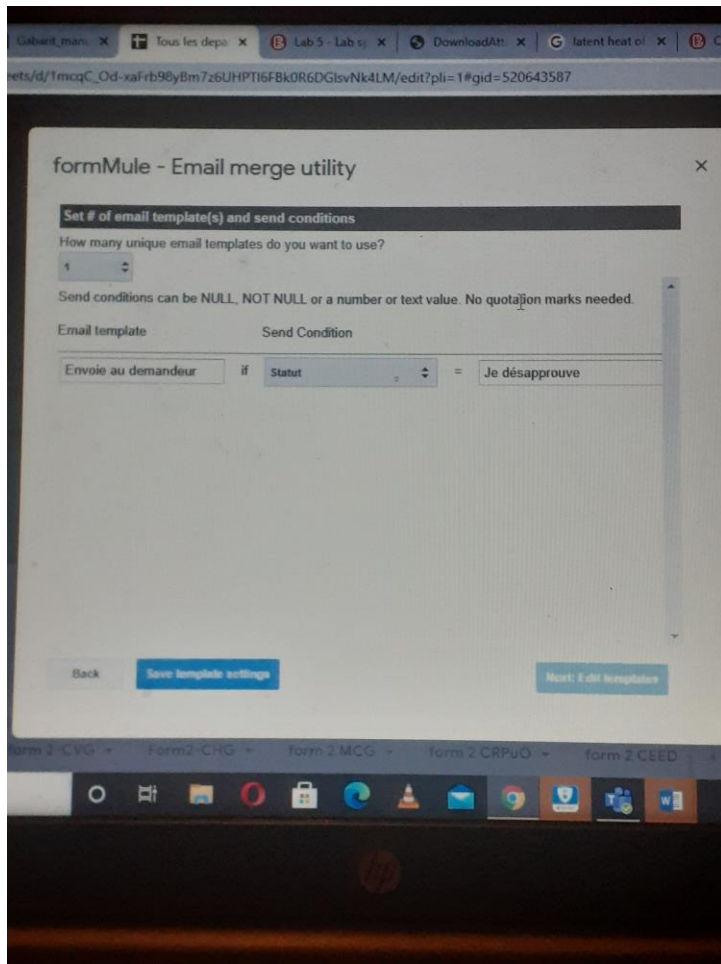 Gabarit_man
Tous les depa
Lab 5 - Lab s
DownloadAtt
latent heat of
formMule - Email merge utility
Set # of email template(s) and send conditions
How many unique email templates do you want to use?
1
Send conditions can be NULL, NOT NULL or a number or text value. No quotation marks needed.
Email template Send Condition
Envoie au demandeur if Statut = Je désapprouve
Back Save template settings Next: Edit templates
form 2-CVG Form2-CHG form 2 MCG form 2 CRPuO form 2 CEED